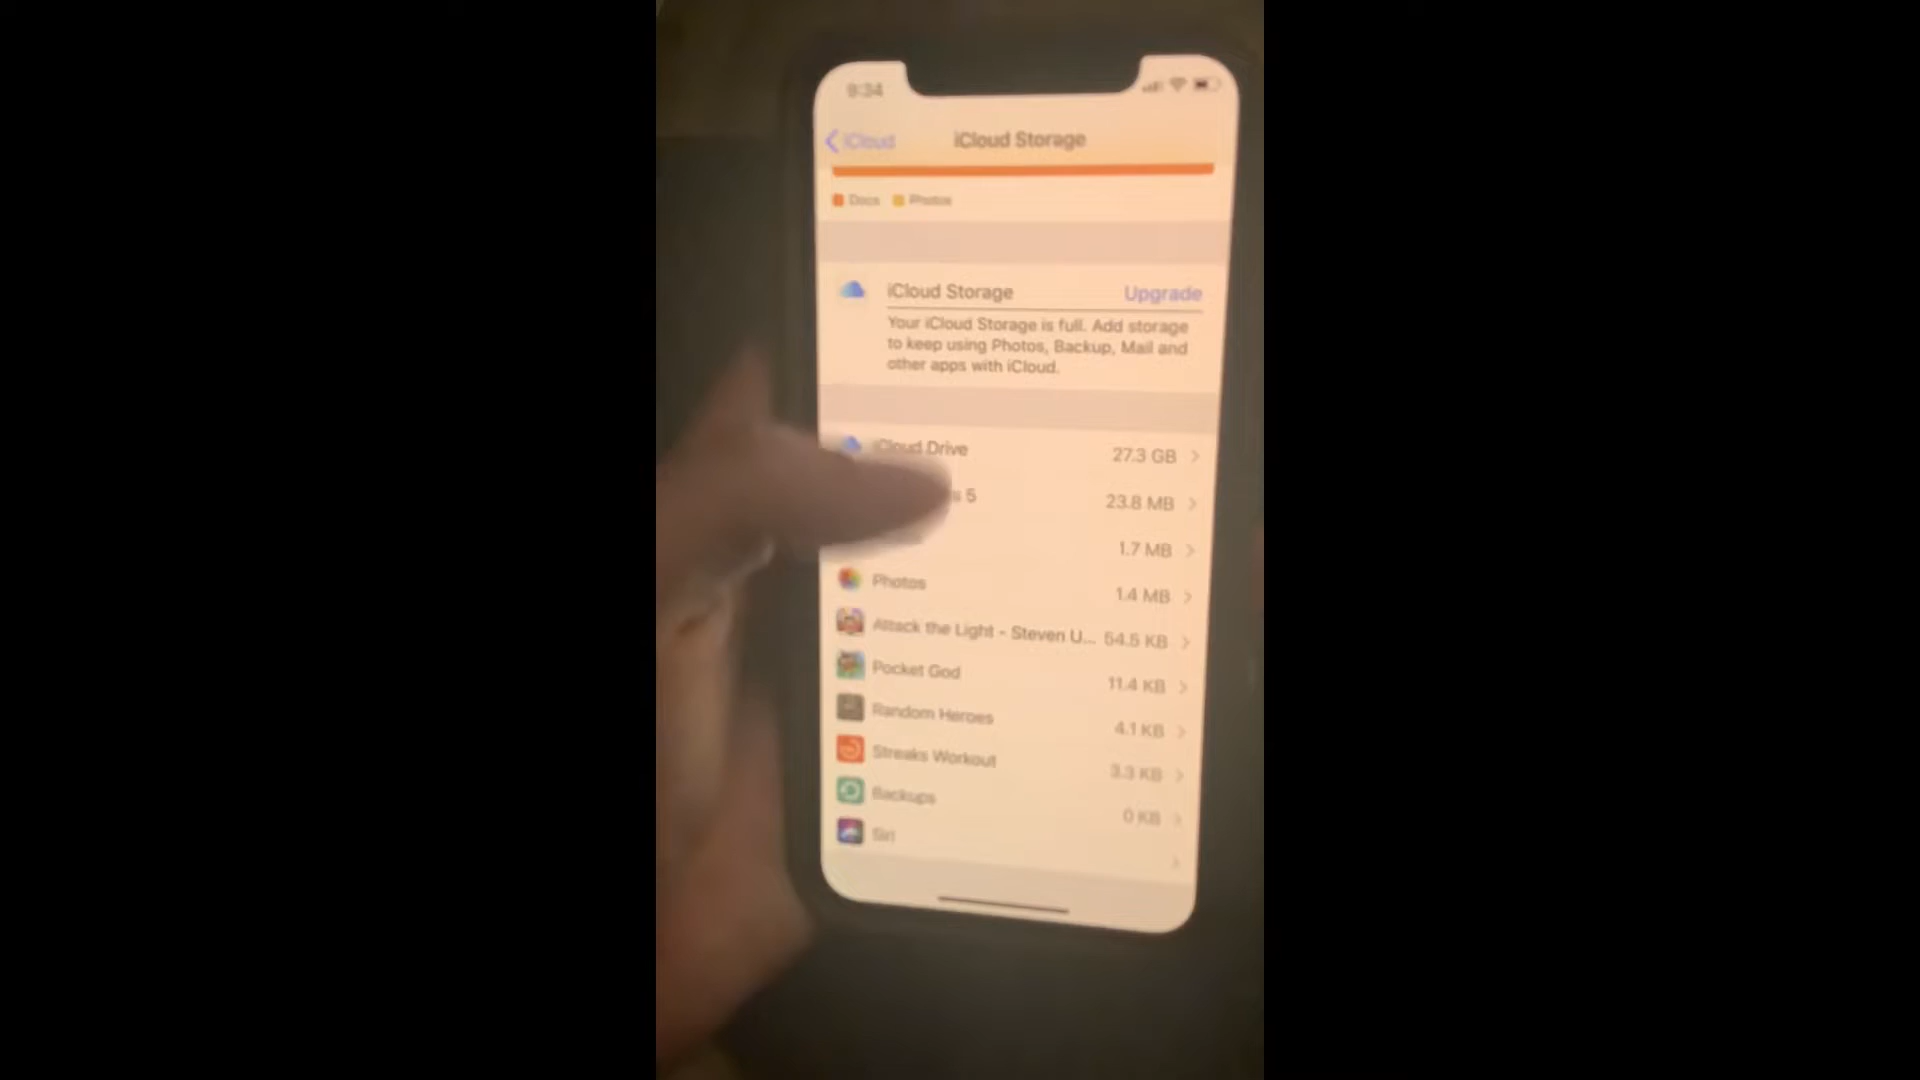 9:34
iCloud
iCloud Storage
Docs
Photos
iCloud Storage
Upgrade
Your iCloud Storage is full. Add storage
to keep using Photos, Backup, Mail and
other apps with iCloud.
iCloud Drive
27.3 GB
s 5
23.8 MB
1.7 MB
Photos
1.4 MB
Attack the Light - Steven U...
54.5 KB
Pocket God
11.4 KB
Random Heroes
4.1 KB
Streaks Workout
3.3 KB
Backups
0 KB
Siri